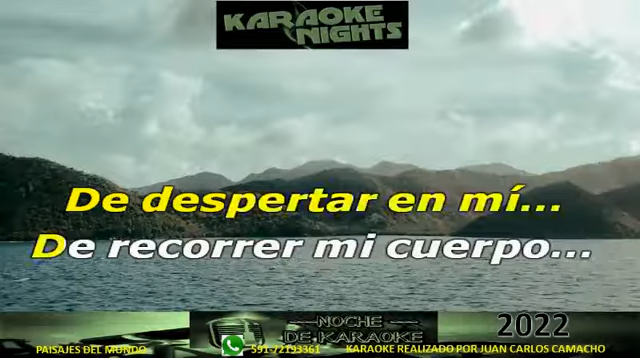 KARAOKE
NIGHTS
De despertar en mí...
De recorrer mi cuerpo...
NOCHE
DE KARAOKE
2022
PAISAJES DEL MUNDO
591-72193361
KARAOKE REALIZADO POR JUAN CARLOS CAMACHO